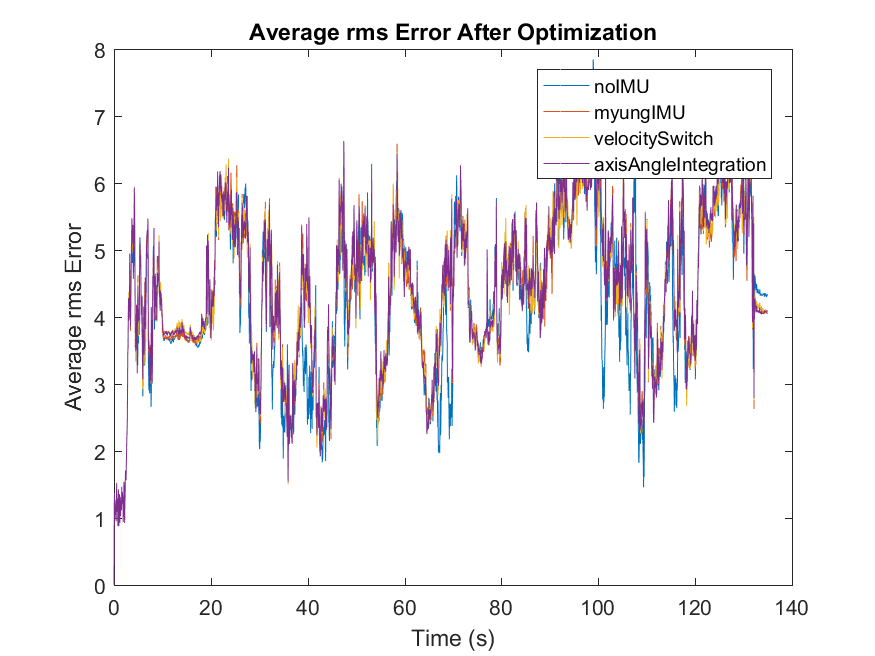 Average rms Error After Optimization
8
7
6
5
4
3
2
1
0
Average rms Error
noIMU
myungIMU
velocitySwitch
axisAngleIntegration
0 20 40 60 80 100 120 140
Time (s)